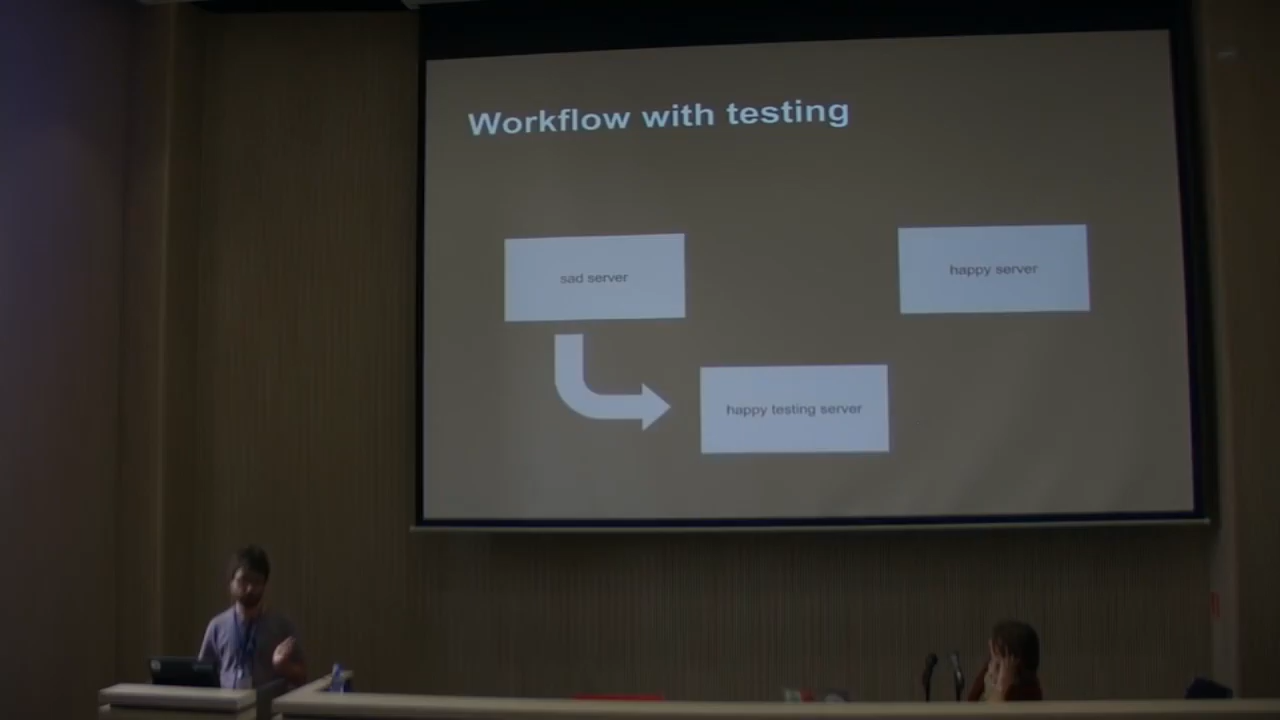 Workflow with testing
sad server
happy server
happy testing server